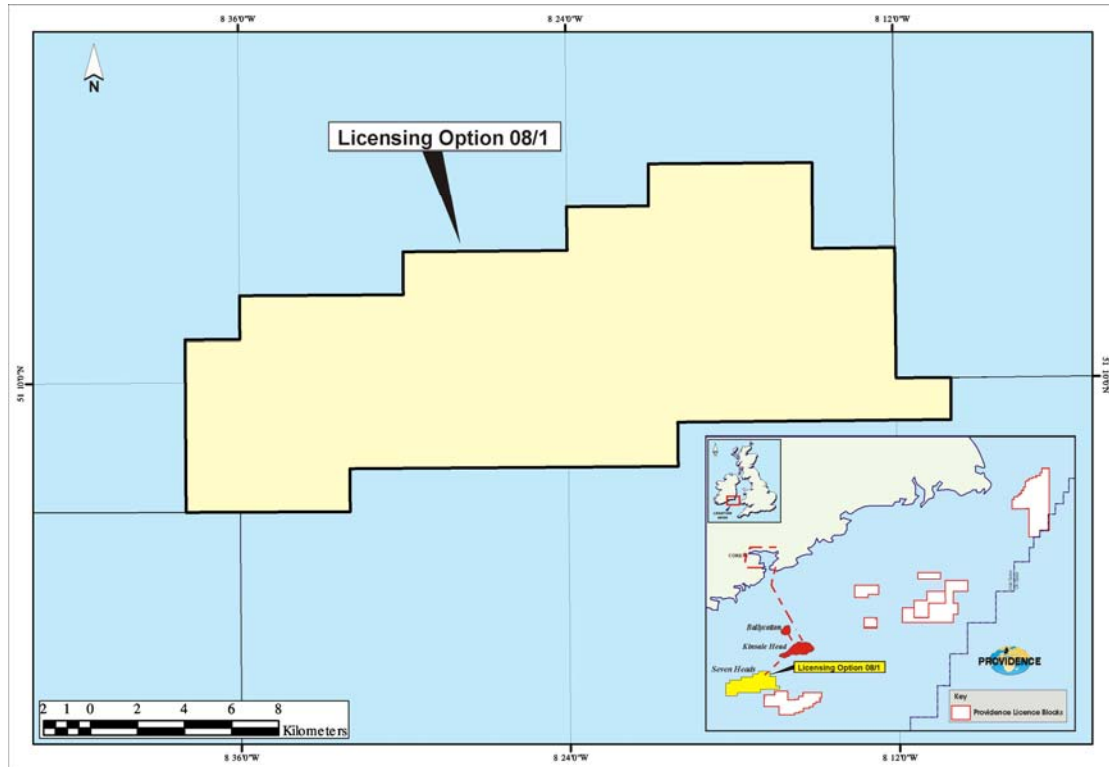 8 36'0"W 8 24'0"W 8 12'0"W
N
Licensing Option 08/1
51 10'0"N 51 10'0"N
CORK
Ballycotton
Kinsale Head
Seven Heads
Licensing Option 08/1
PROVIDENCE
Key
Providence Licence Blocks
2 1 0 2 4 6 8
Kilometers
8 36'0"W 8 24'0"W 8 12'0"W